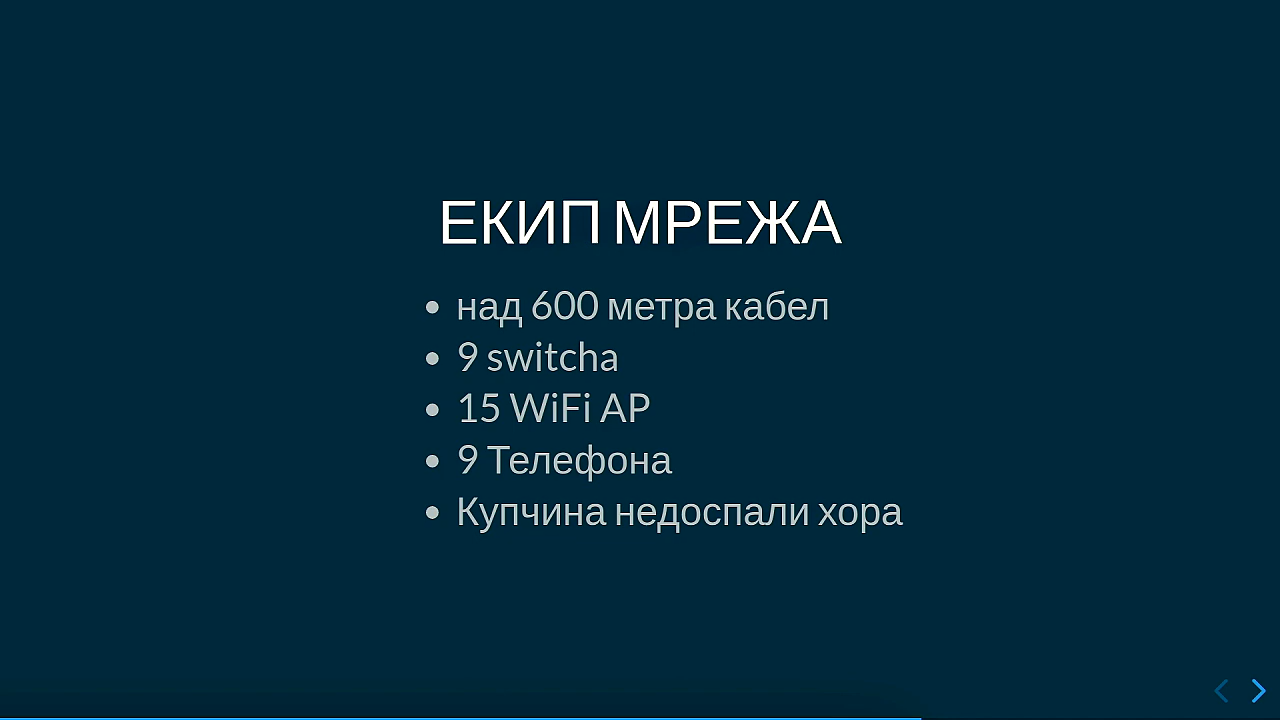 ЕКИП МРЕЖА
над 600 метра кабел
9 switcha
15 WiFi AP
9 Телефона
Купчина недоспали хора